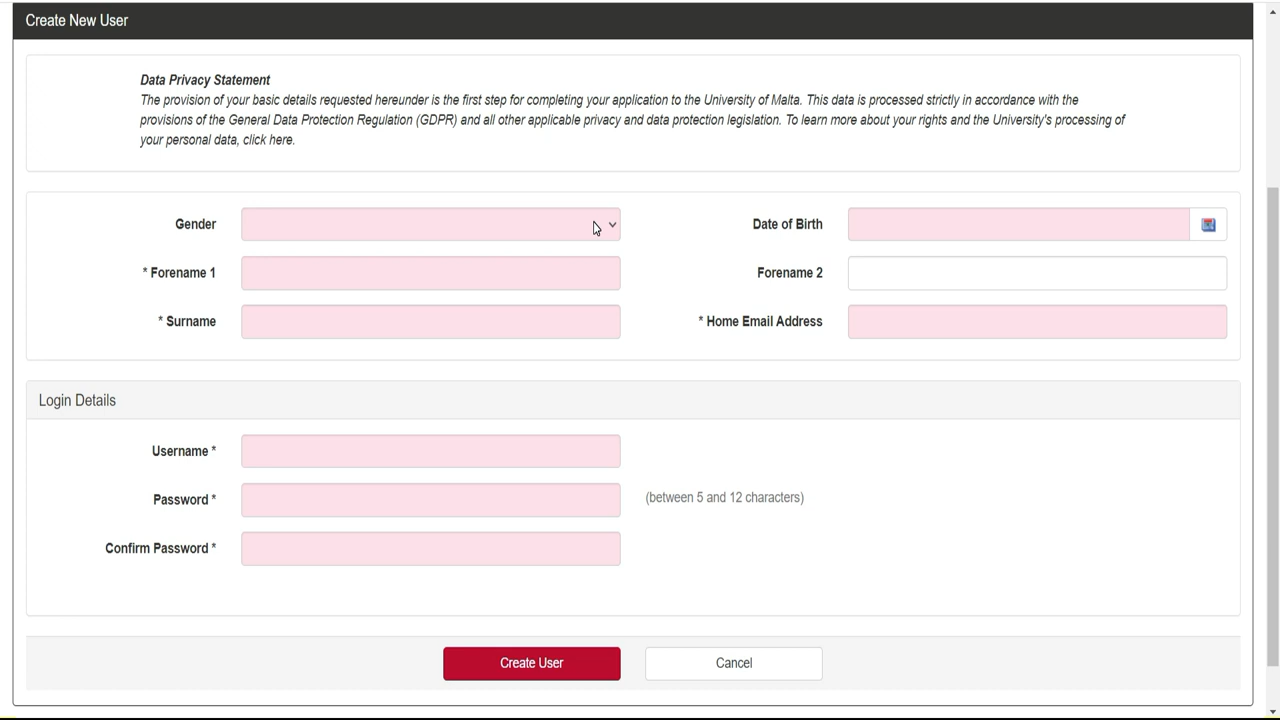 Create New User
Data Privacy Statement
The provision of your basic details requested hereunder is the first step for completing your application to the University of Malta. This data is processed strictly in accordance with the
provisions of the General Data Protection Regulation (GDPR) and all other applicable privacy and data protection legislation. To learn more about your rights and the University's processing of
your personal data, click here.
Gender
Date of Birth
* Forename 1
Forename 2
* Surname
* Home Email Address
Login Details
Username *
Password *
(between 5 and 12 characters)
Confirm Password *
Create User
Cancel